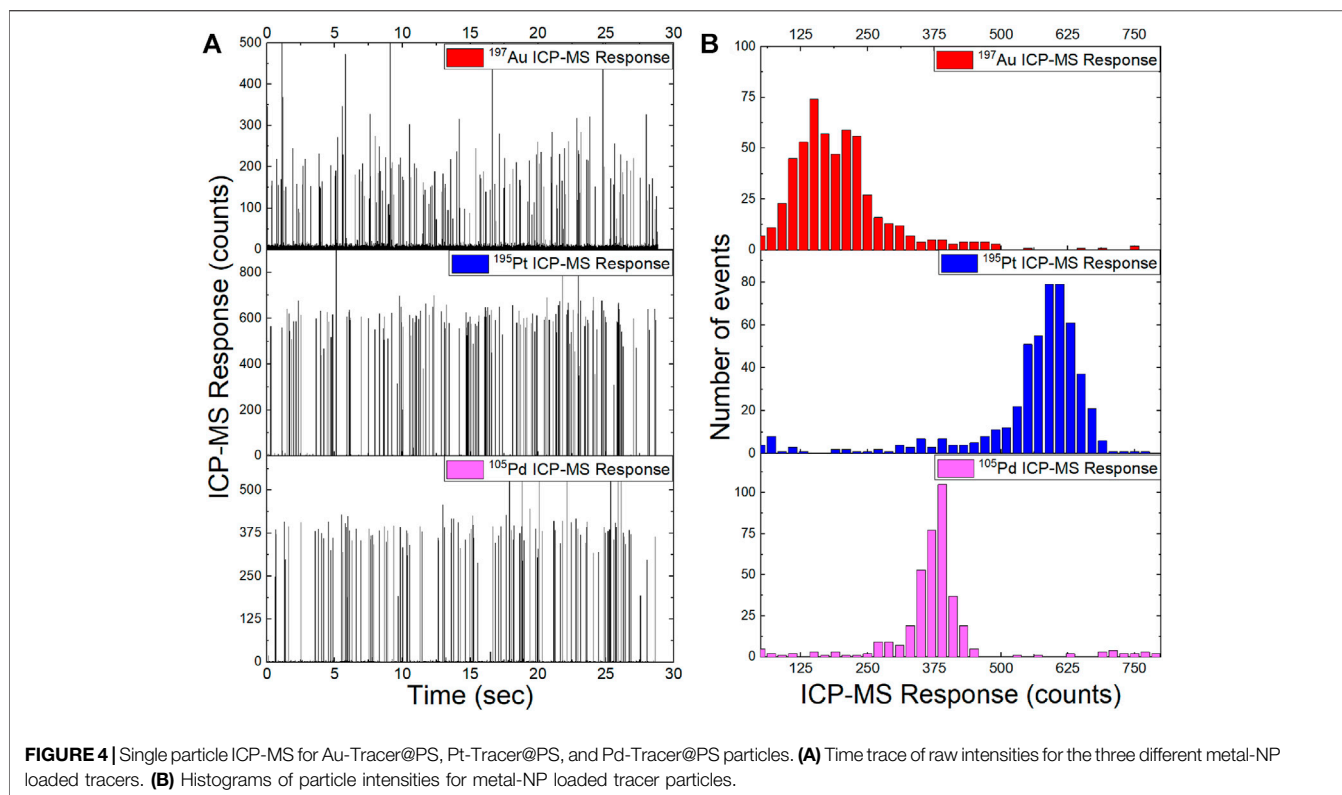 0 5 10 15 20 25 30
A
500
400
300
200
100
0
197Au ICP-MS Response
800
600
400
200
0
195Pt ICP-MS Response
500
375
250
125
0
105Pd ICP-MS Response
ICP-MS Response (counts)
0 5 10 15 20 25 30
Time (sec)
125 250 375 500 625 750
B
100
75
50
25
0
197Au ICP-MS Response
80
60
40
20
0
195Pt ICP-MS Response
100
75
50
25
0
105Pd ICP-MS Response
Number of events
125 250 375 500 625 750
ICP-MS Response (counts)
FIGURE 4 | Single particle ICP-MS for Au-Tracer@PS, Pt-Tracer@PS, and Pd-Tracer@PS particles. (A) Time trace of raw intensities for the three different metal-NP
loaded tracers. (B) Histograms of particle intensities for metal-NP loaded tracer particles.